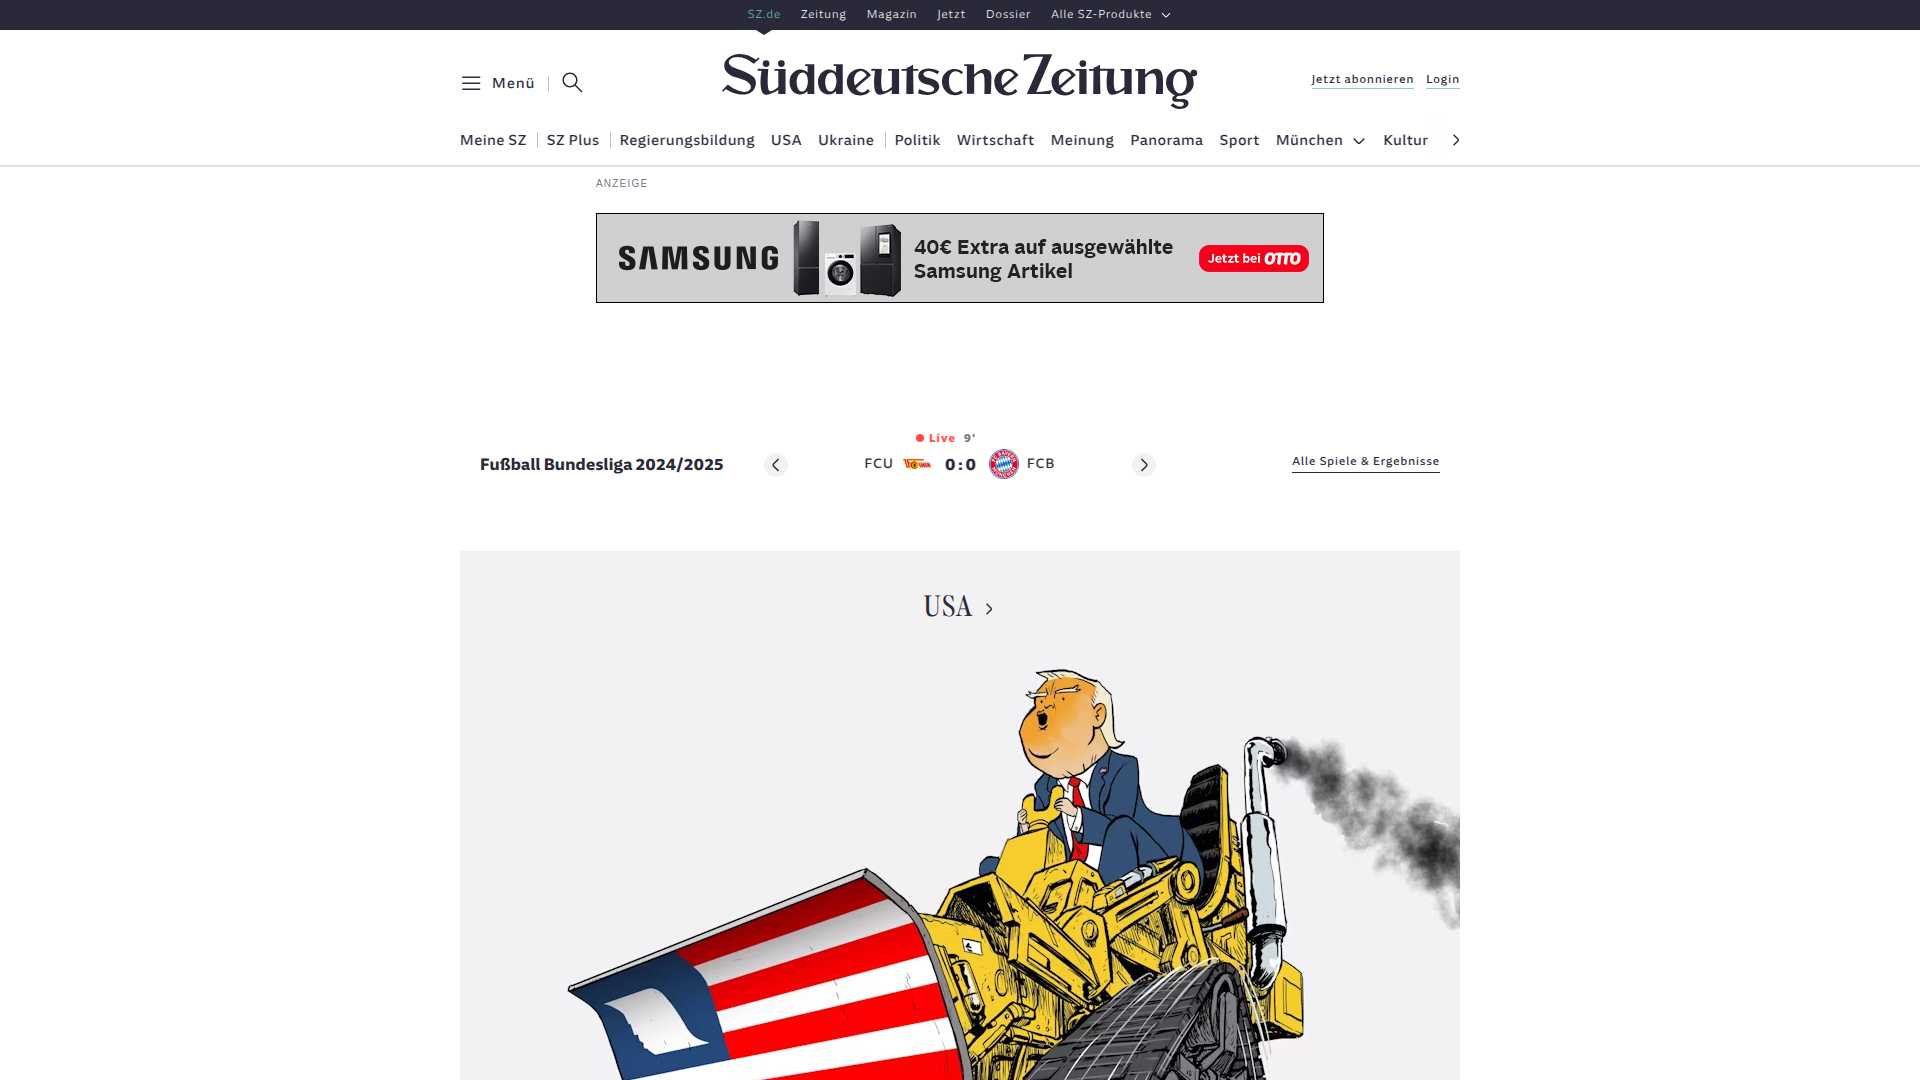 SZ.de Zeitung Magazin Jetzt Dossier Alle SZ-Produkte
Menü
Süddeutsche Zeitung
Jetzt abonnieren Login
Meine SZ SZ Plus Regierungsbildung USA Ukraine Politik Wirtschaft Meinung Panorama Sport München Kultur
ANZEIGE
SAMSUNG
40€ Extra auf ausgewählte
Samsung Artikel
Jetzt bei OTTO
Live 9'
Fußball Bundesliga 2024/2025
FCU 0:0 FCB
Alle Spiele & Ergebnisse
USA